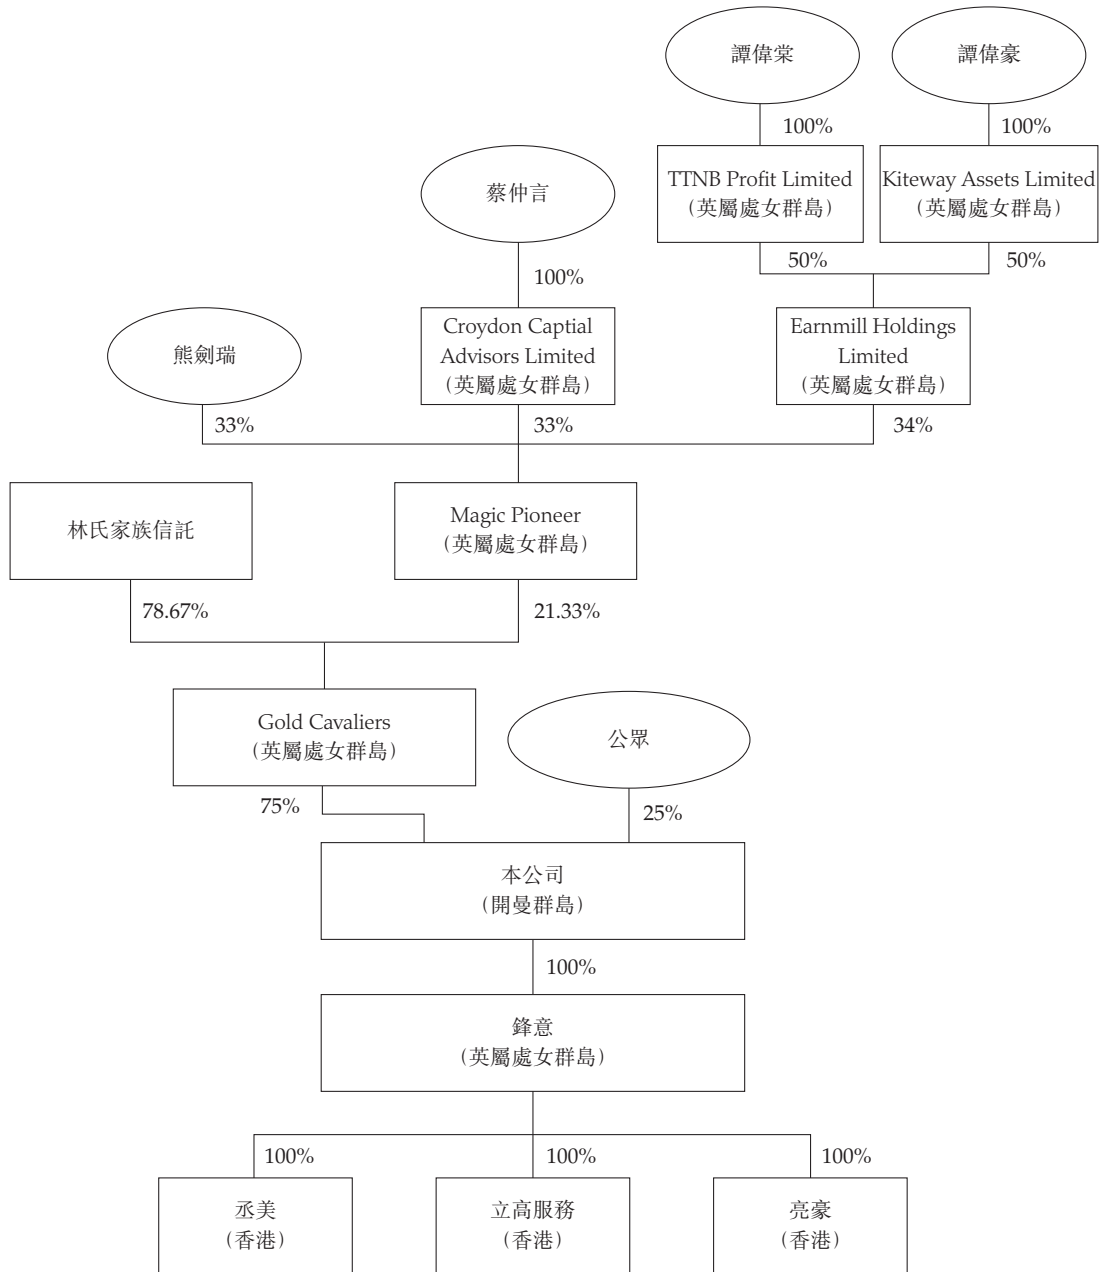 譚偉棠
譚偉豪
100%
100%
TTNB Profit Limited
(英屬處女群島)
Kiteway Assets Limited
(英屬處女群島)
蔡仲言
50%
50%
100%
熊劍瑞
Croydon Captial
Advisors Limited
(英屬處女群島)
Earnmill Holdings
Limited
(英屬處女群島)
33%
33%
34%
林氏家族信託
Magic Pioneer
(英屬處女群島)
78.67%
21.33%
Gold Cavaliers
(英屬處女群島)
公眾
75%
25%
本公司
(開曼群島)
100%
鋒意
(英屬處女群島)
100%
100%
100%
丞美
(香港)
立高服務
(香港)
亮豪
(香港)